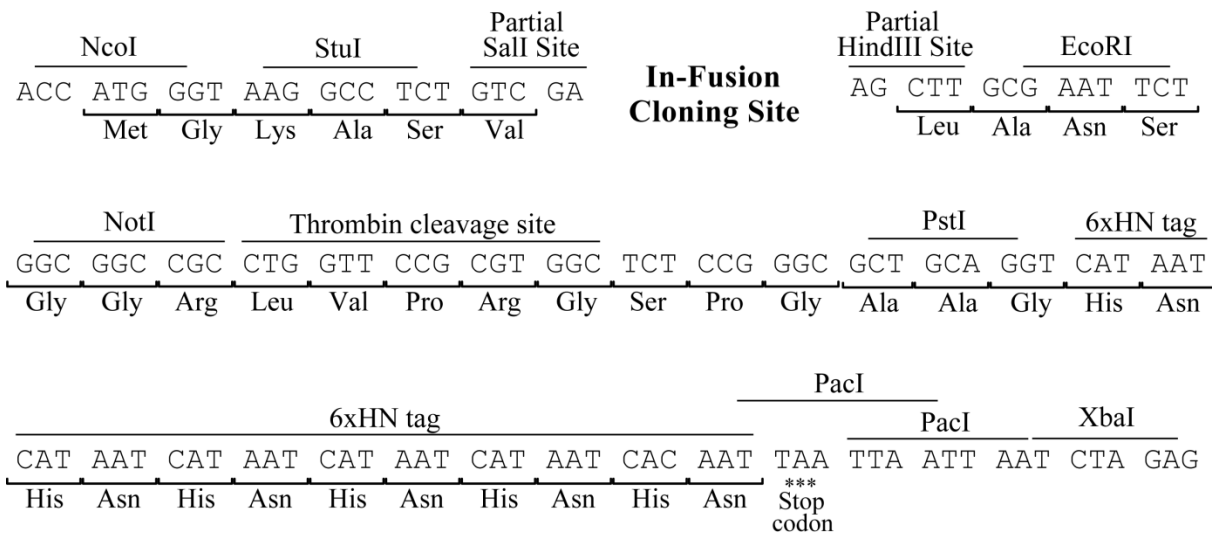 NcoI StuI Partial SalI Site In-Fusion Cloning Site Partial HindIII Site EcoRI
ACC ATG GGT AAG GCC TCT GTC GA AG CTT GCG AAT TCT
Met Gly Lys Ala Ser Val Leu Ala Asn Ser
NotI Thrombin cleavage site PstI 6xHN tag
GGC GGC CGC CTG GTT CCG CGT GGC TCT CCG GGC GCT GCA GGT CAT AAT
Gly Gly Arg Leu Val Pro Arg Gly Ser Pro Gly Ala Ala Gly His Asn
PacI
6xHN tag PacI XbaI
CAT AAT CAT AAT CAT AAT CAT AAT CAC AAT TAA TTA ATT AAT CTA GAG
His Asn His Asn His Asn His Asn His Asn ***
Stop
codon